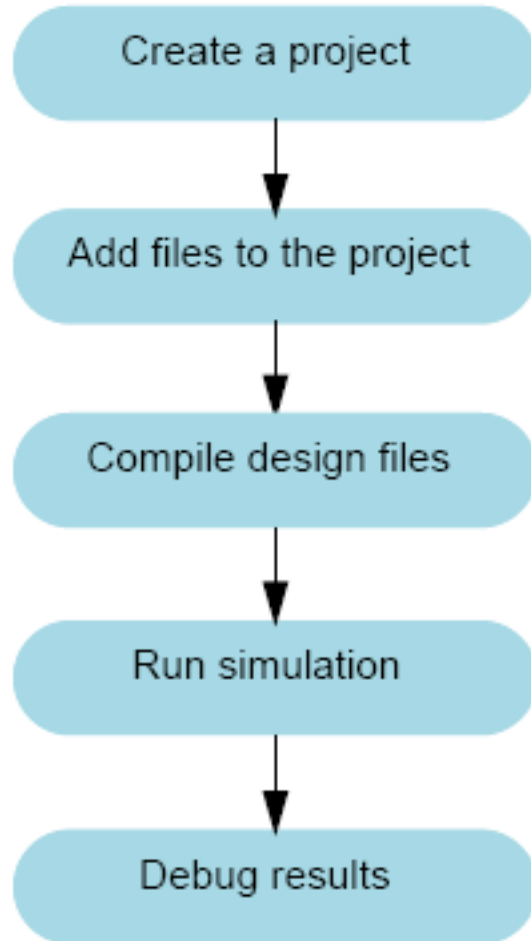 Create a project
Add files to the project
Compile design files
Run simulation
Debug results